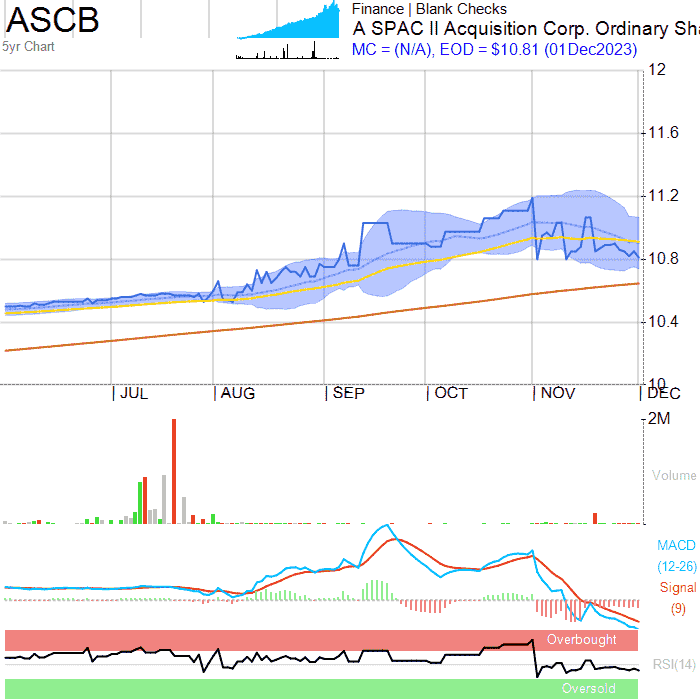 ASCB
5yr Chart
Finance | Blank Checks
A SPAC II Acquisition Corp. Ordinary Sha
MC = (N/A), EOD = $10.81 (01Dec2023)
12
11.6
11.2
10.8
10.4
10
JUL AUG SEP OCT NOV DEC
2M
Volume
MACD
(12-26)
Signal
(9)
Overbought
RSI(14)
Oversold